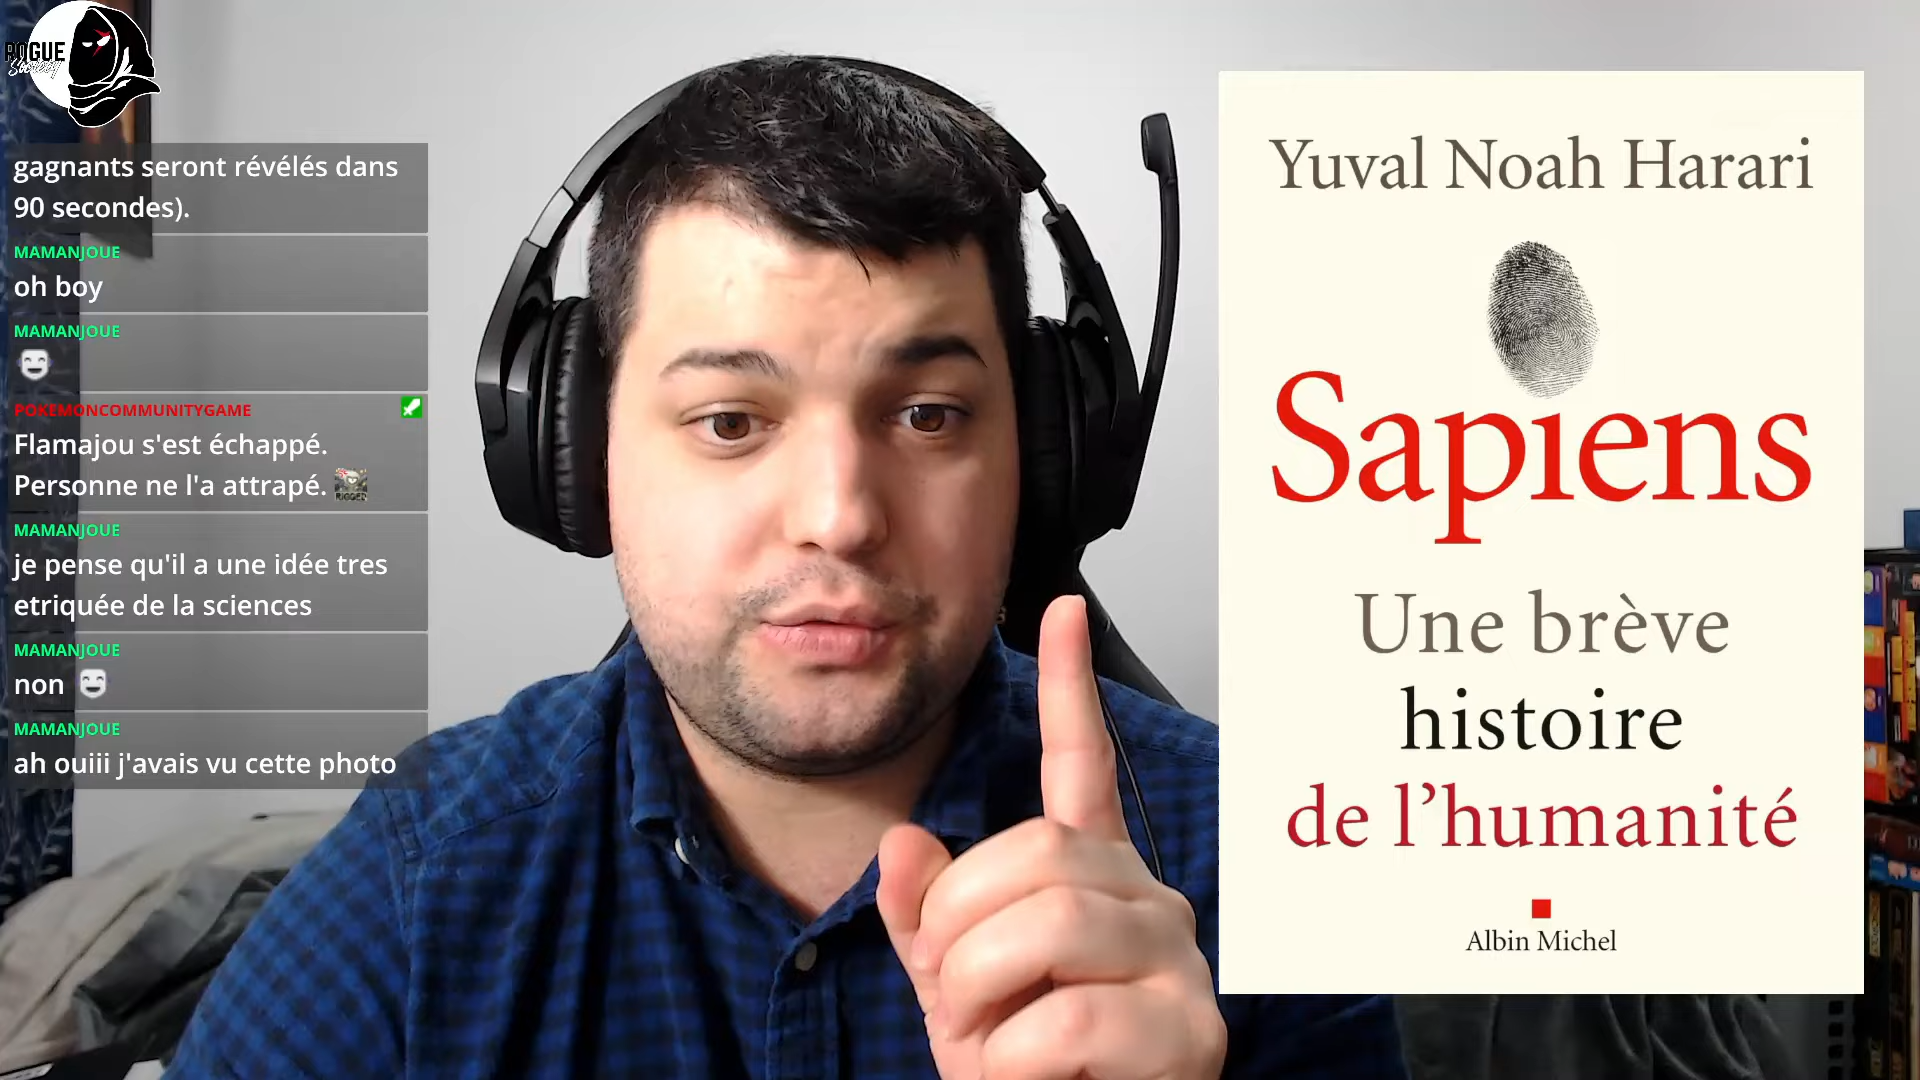 ROGUE
Society
gagnants seront révélés dans
90 secondes).
MAMANJOUE
oh boy
MAMANJOUE
POKEMONCOMMUNITYGAME
Flamajou s'est échappé.
Personne ne l'a attrapé.
RIGGED
MAMANJOUE
je pense qu'il a une idée tres
etriquée de la sciences
MAMANJOUE
non
MAMANJOUE
ah ouiii j'avais vu cette photo
Yuval Noah Harari
Sapiens
Une brève
histoire
de l'humanité
Albin Michel